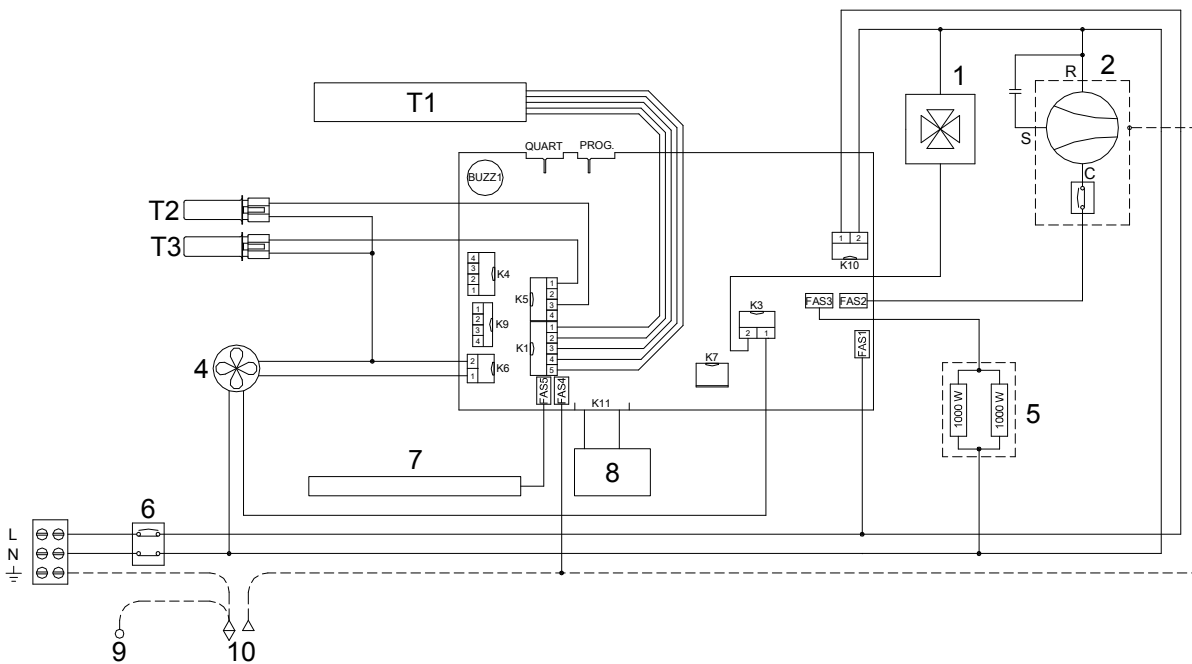 1
2
R
S
C
T1
QUART
PROG.
BUZZ1
T2
T3
4
3
2
1
K4
1
2
3
4
K5
1
2
3
4
K9
1
2
3
4
5
K1
2
1
K6
4
1 2
K10
FAS3
FAS2
FAS1
K3
2 1
K7
FAS5
FAS4
K11
1000 W
1000 W
5
7
8
6
L
N
9
10